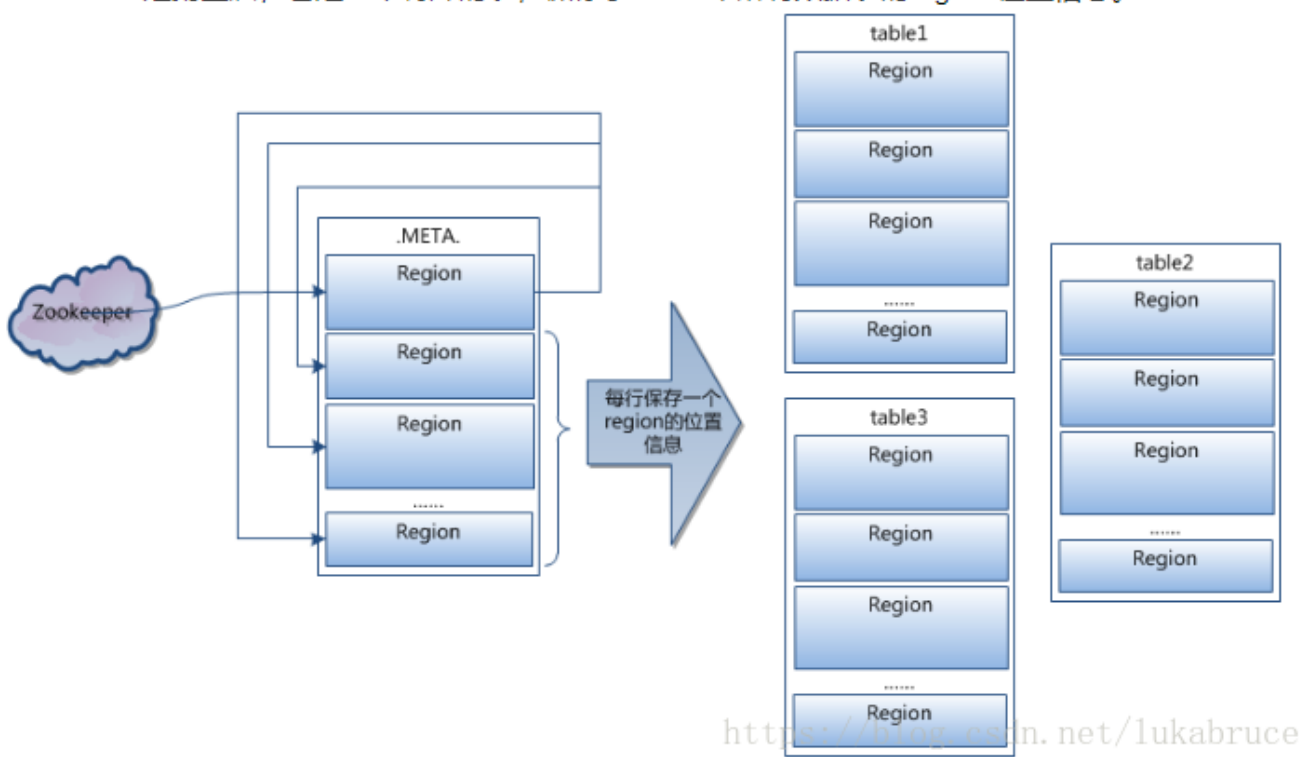 Zookeeper
.META.
Region
Region
Region
......
Region
每行保存一个
region的位置
信息
table1
Region
Region
Region
......
Region
table2
Region
Region
Region
......
Region
table3
Region
Region
Region
......
Region
https://blog.csdn.net/lukabruce